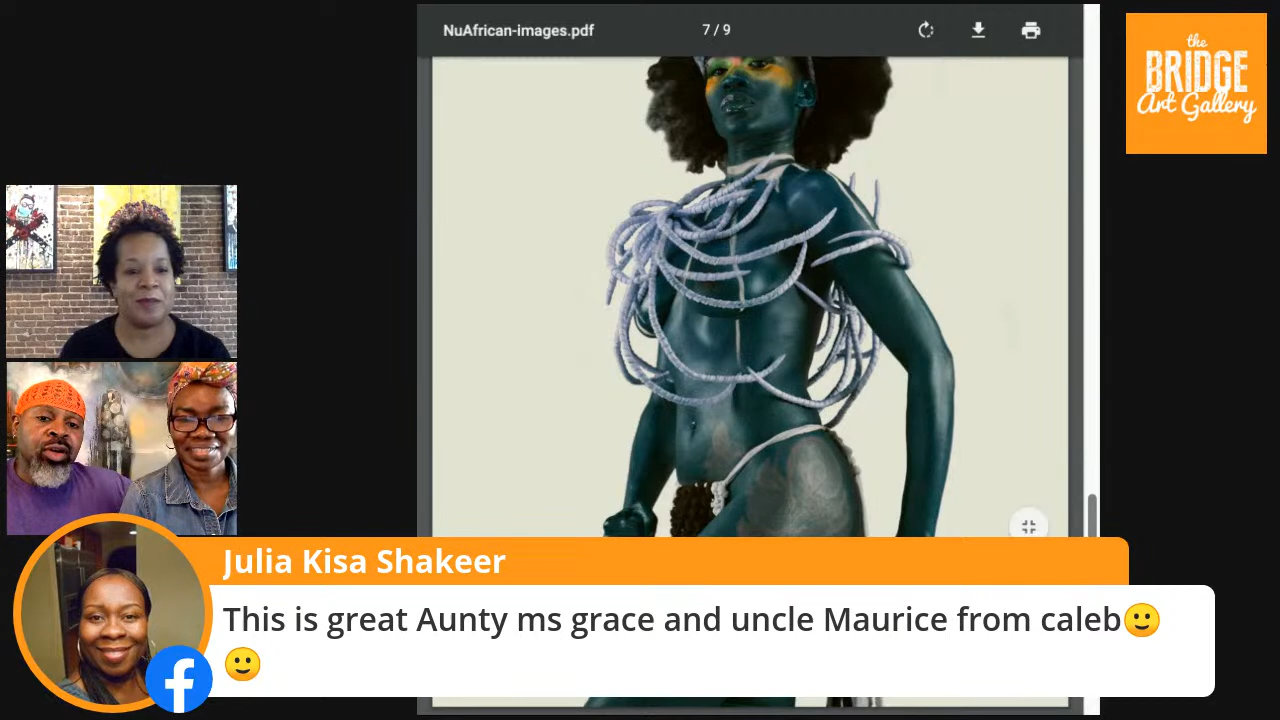 NuAfrican-images.pdf 7 / 9
the
BRIDGE
Art Gallery
Julia Kisa Shakeer
This is great Aunty ms grace and uncle Maurice from caleb🙂
🙂